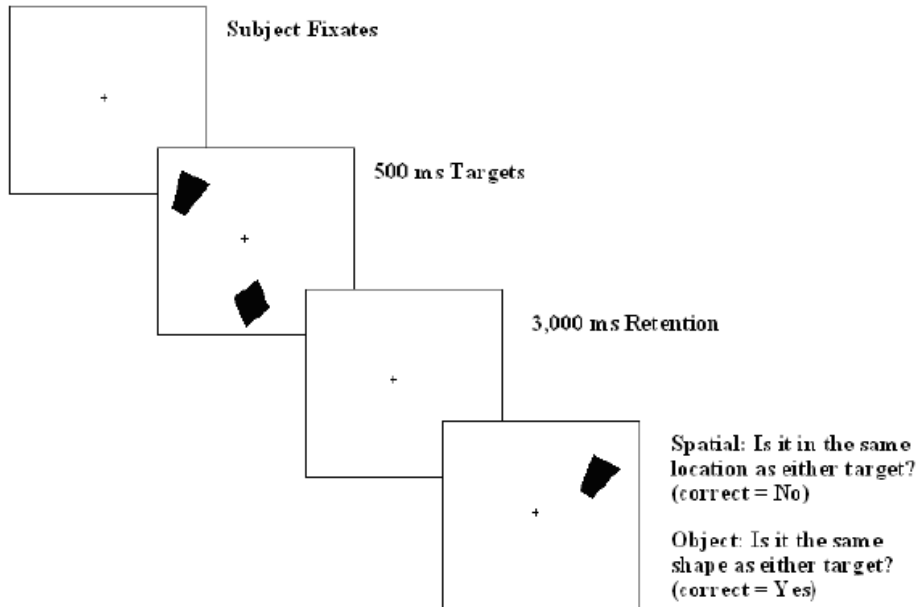 Subject Fixates
500 ms Targets
3,000 ms Retention
Spatial: Is it in the same
location as either target?
(correct = No)
Object: Is it the same
shape as either target?
(correct = Yes)